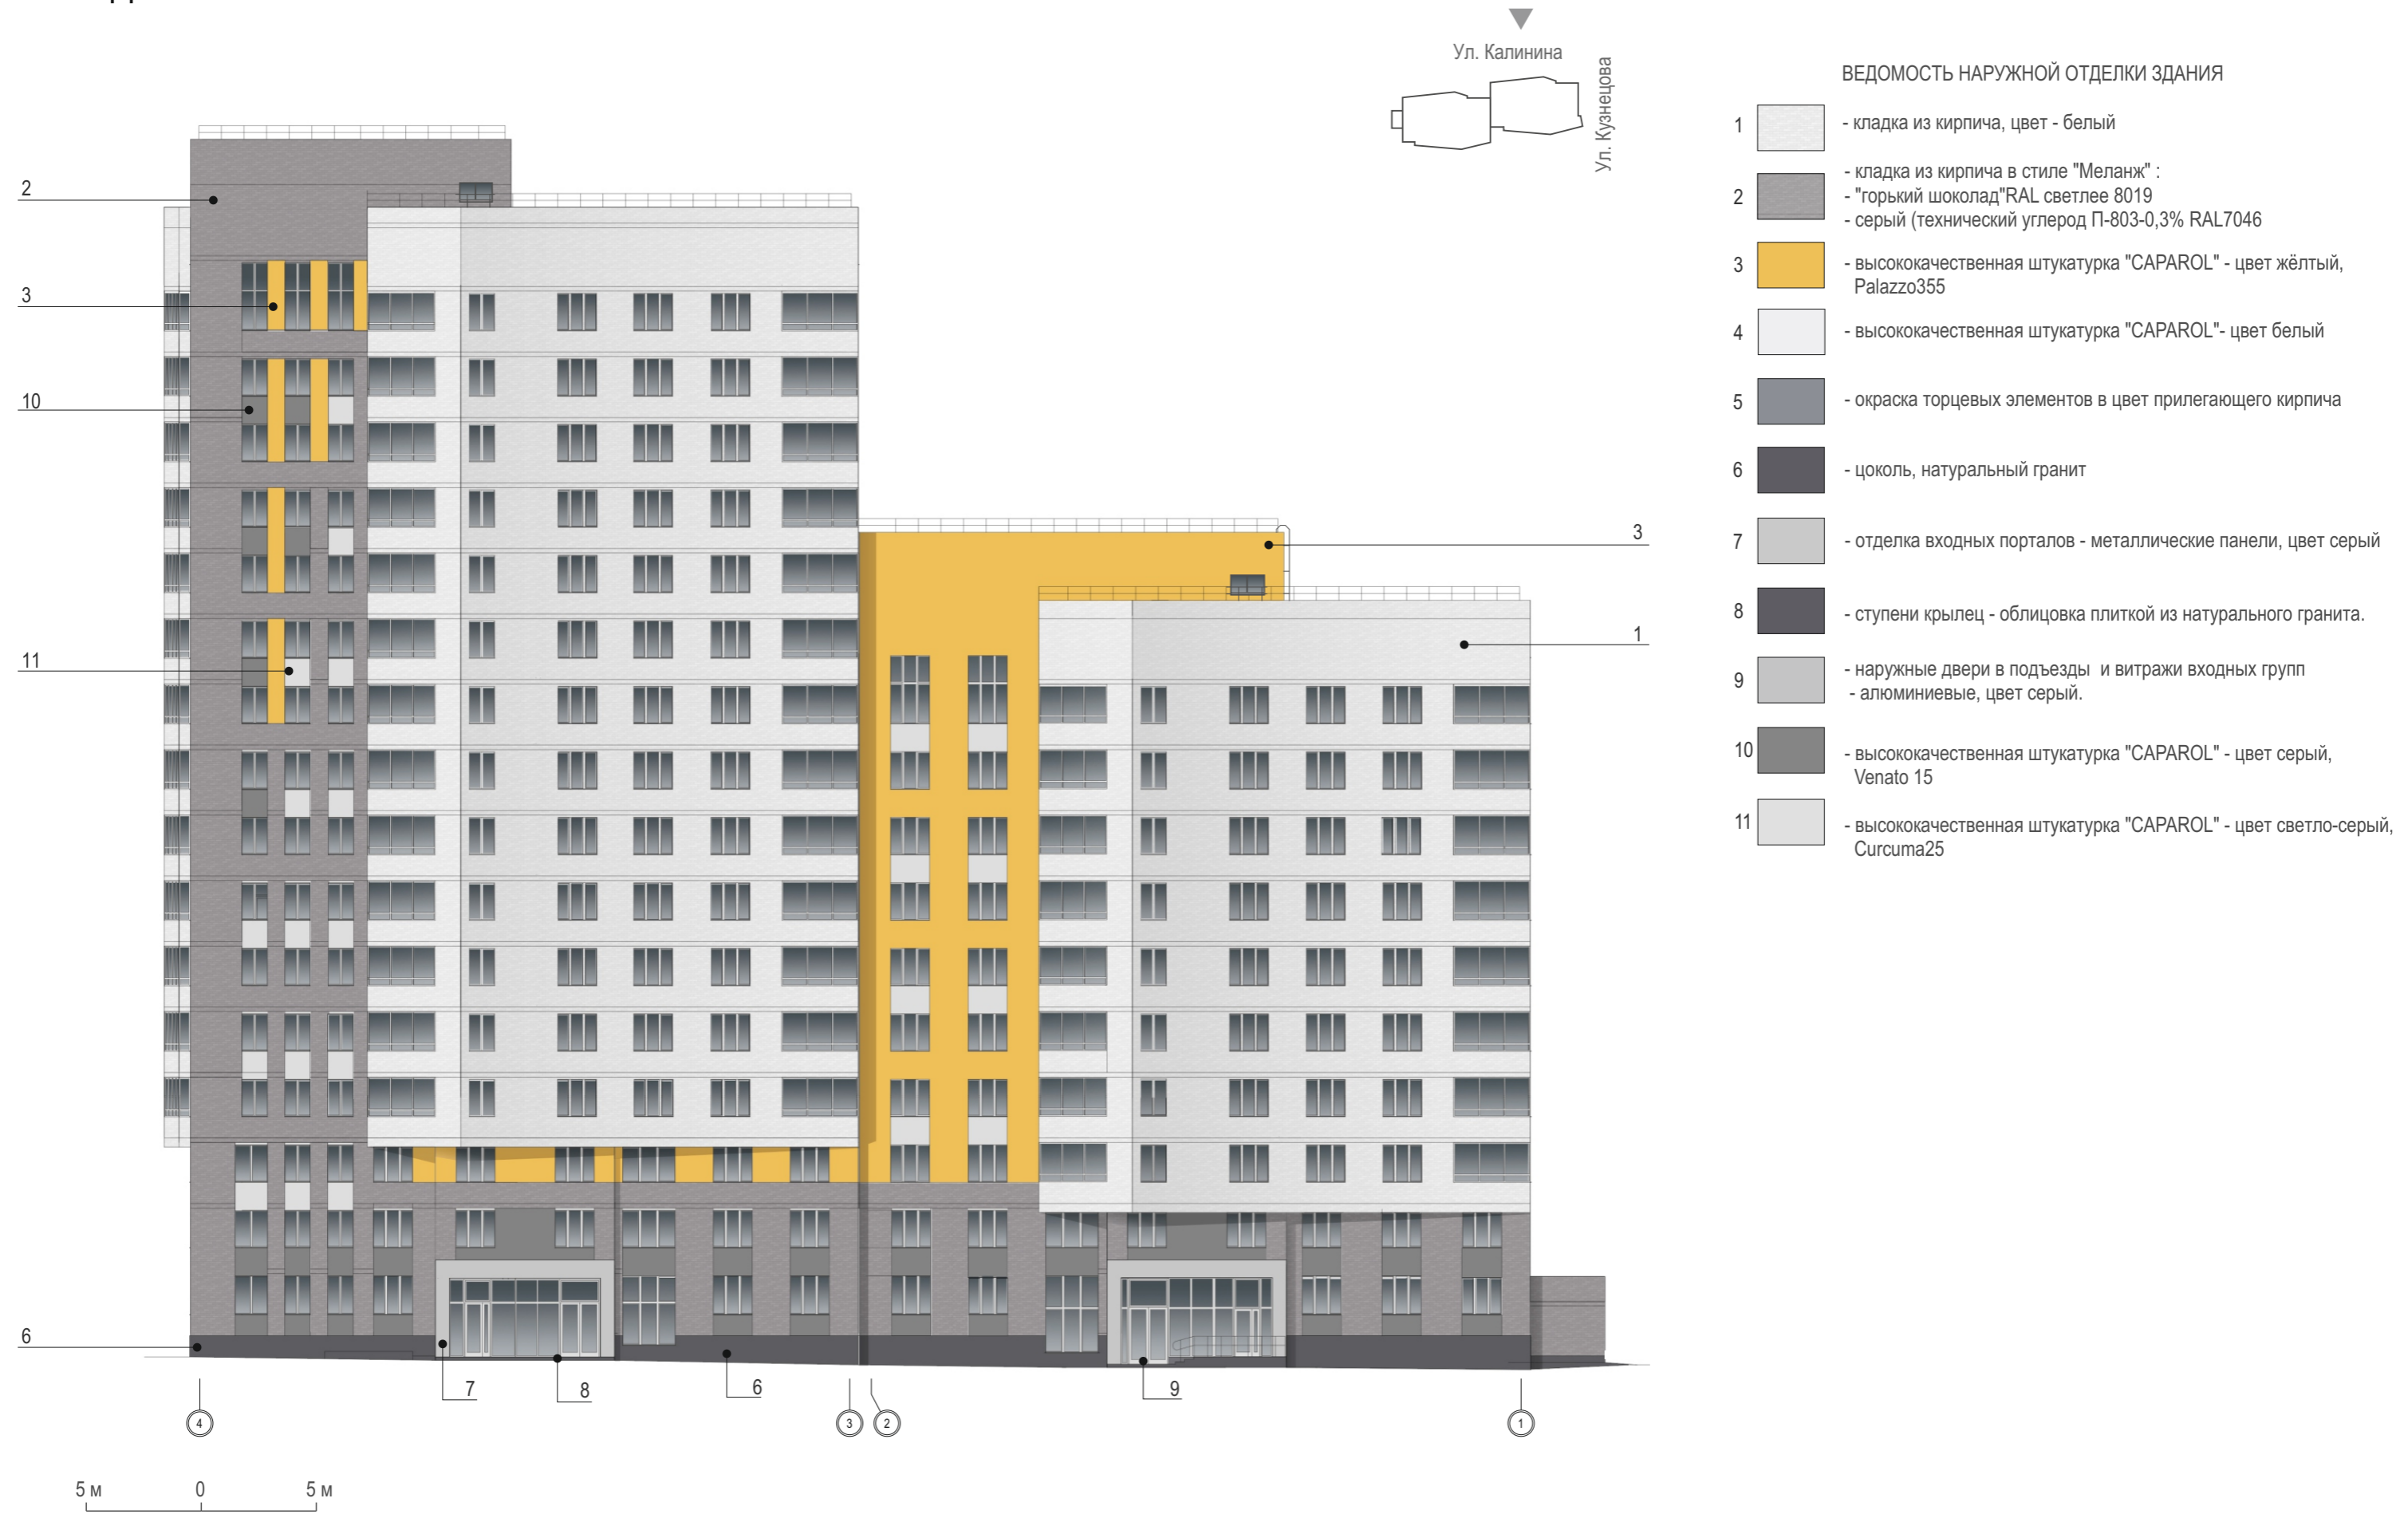 Ул. Калинина
Ул. Кузнецова
ВЕДОМОСТЬ НАРУЖНОЙ ОТДЕЛКИ ЗДАНИЯ
1 - кладка из кирпича, цвет - белый
2 - кладка из кирпича в стиле "Меланж" :
- "горький шоколад"RAL светлее 8019
- серый (технический углерод П-803-0,3% RAL7046
3 - высококачественная штукатурка "CAPAROL" - цвет жёлтый,
Palazzo355
4 - высококачественная штукатурка "CAPAROL"- цвет белый
5 - окраска торцевых элементов в цвет прилегающего кирпича
6 - цоколь, натуральный гранит
7 - отделка входных порталов - металлические панели, цвет серый
8 - ступени крылец - облицовка плиткой из натурального гранита.
9 - наружные двери в подъезды и витражи входных групп
- алюминиевые, цвет серый.
10 - высококачественная штукатурка "CAPAROL" - цвет серый,
Venato 15
11 - высококачественная штукатурка "CAPAROL" - цвет светло-серый,
Curcuma25
2
3
10
11
6
3
1
7
8
6
9
4
3
2
1
5 м 0 5 м